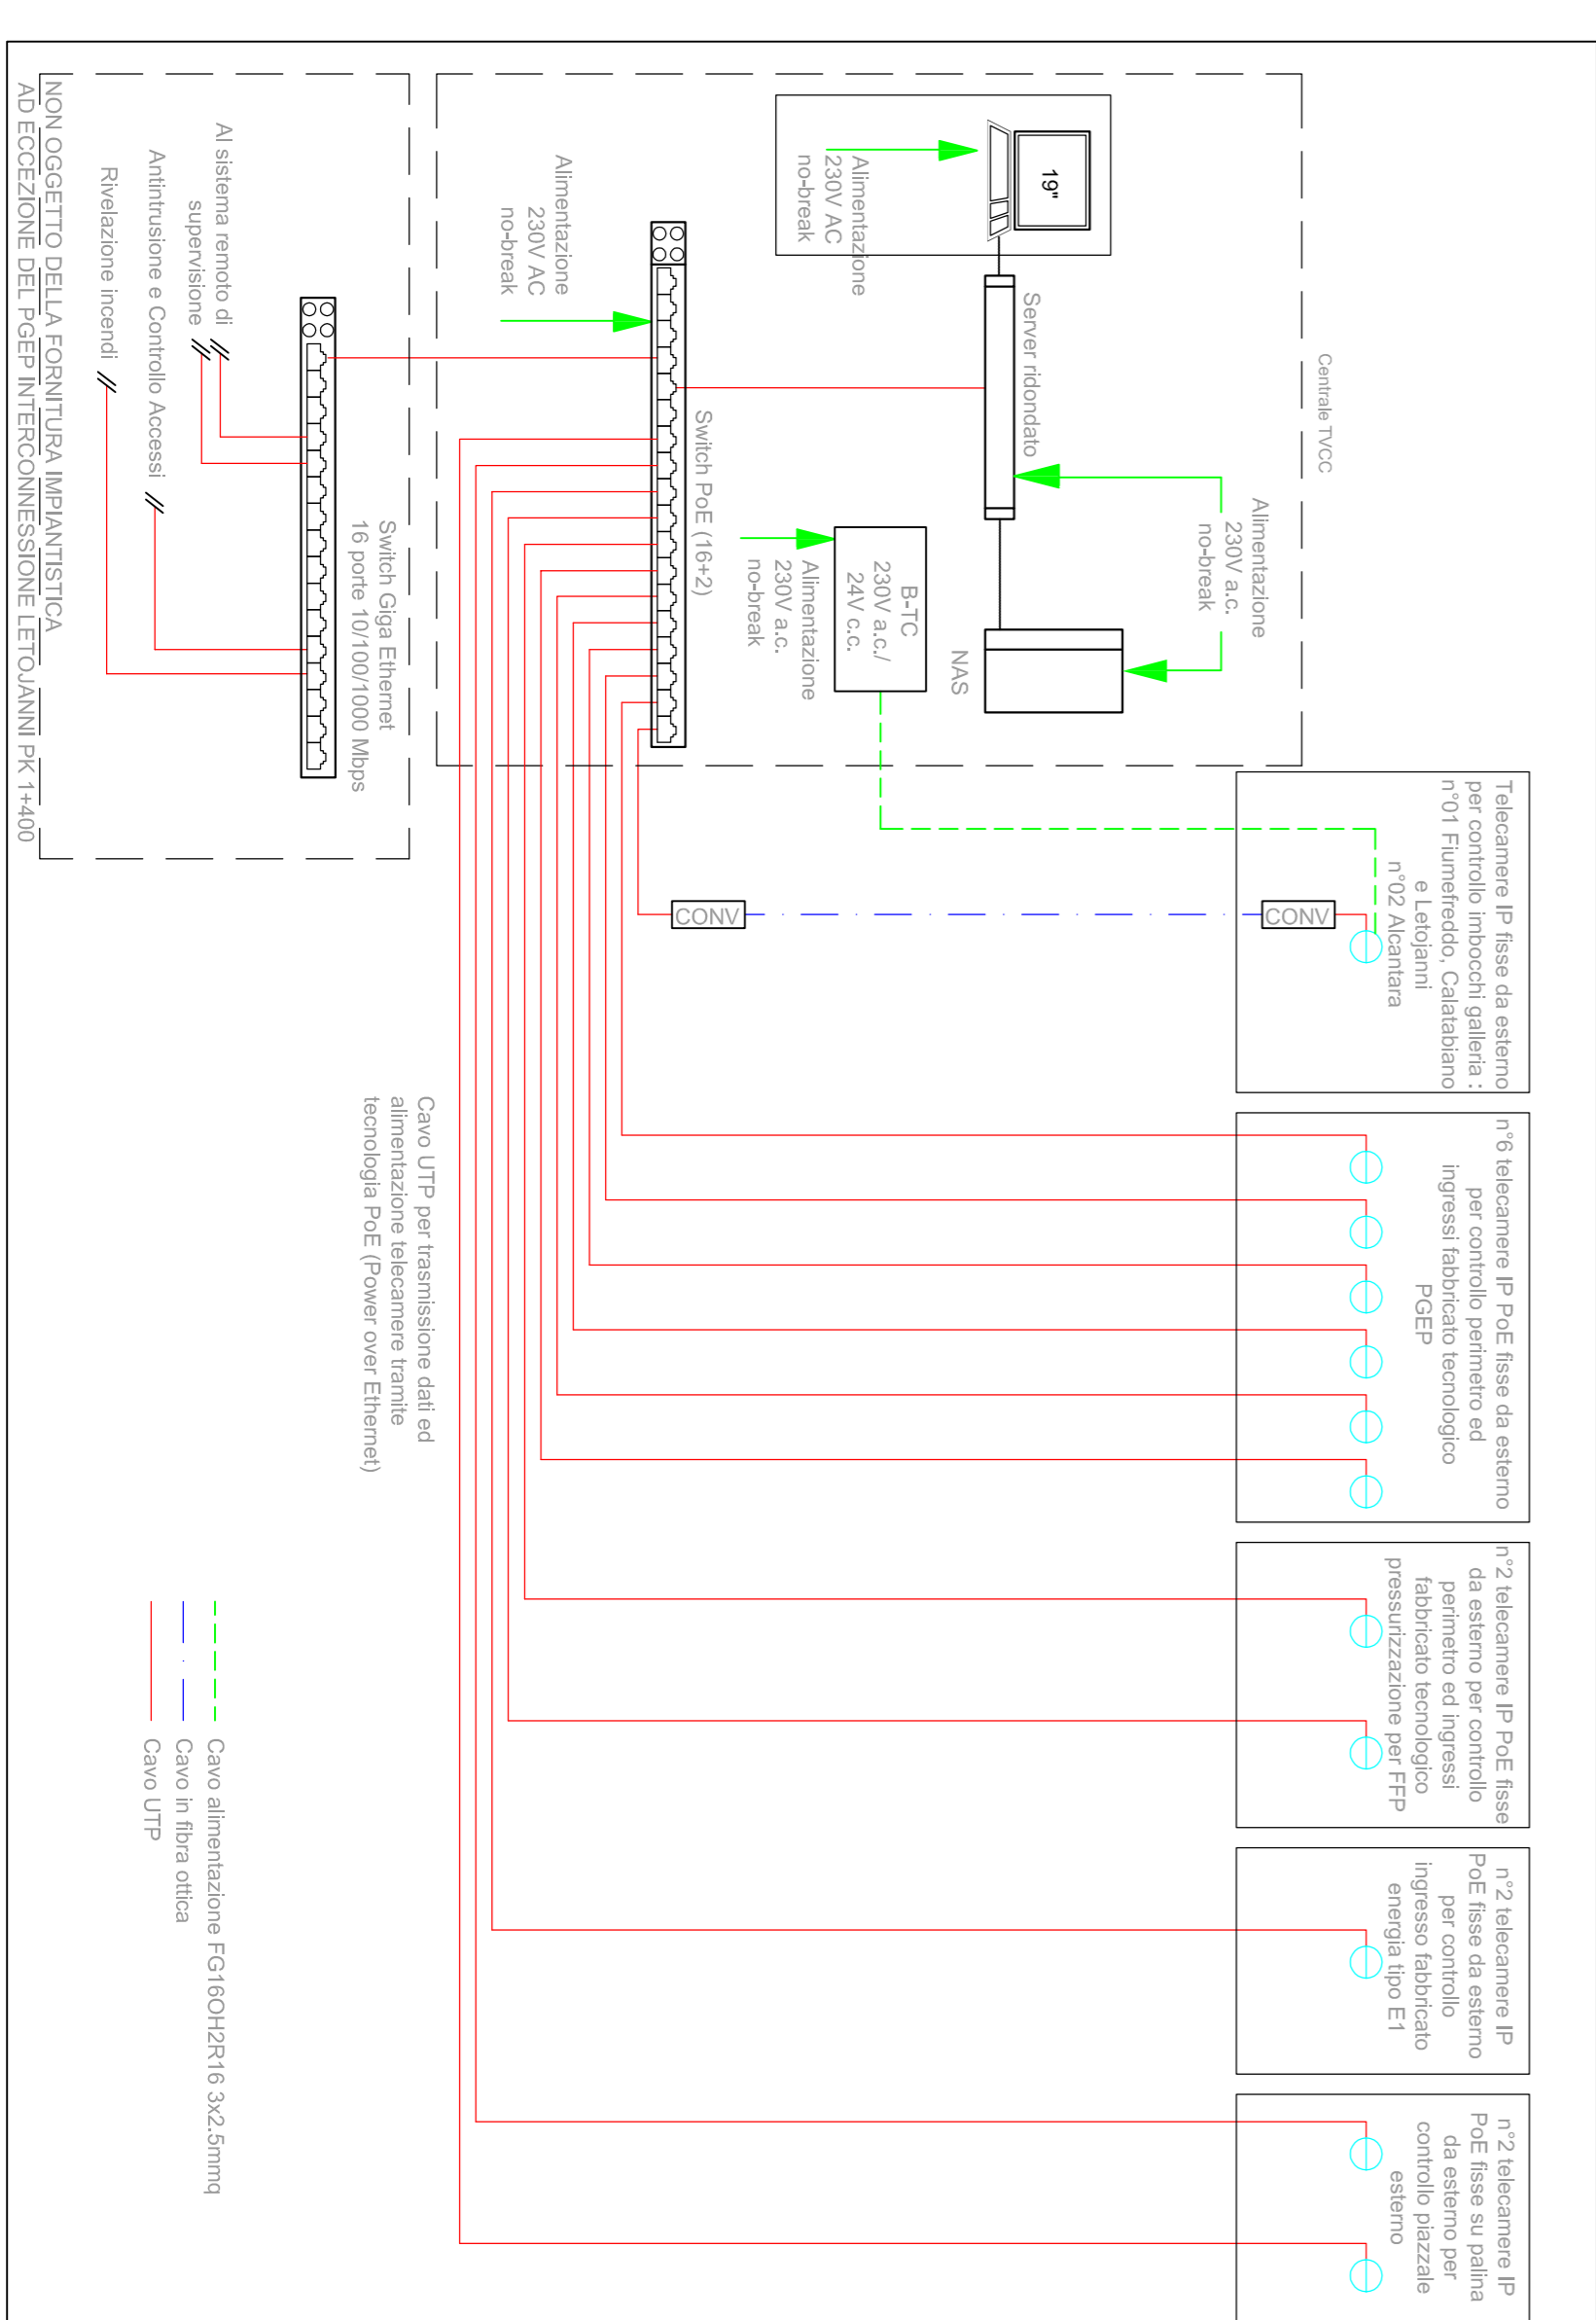 Centrale TVCC
Alimentazione
230V a.c.
no-break
19"
Alimentazione
230V AC
no-break
Server ridondato
NAS
B-TC
230V a.c./
24V c.c.
Alimentazione
230V a.c.
no-break
Switch PoE (16+2)
Alimentazione
230V AC
no-break
Switch Giga Ethernet
16 porte 10/100/1000 Mbps
Al sistema remoto di
supervisione
Antintrusione e Controllo Accessi
Rivelazione incendi
NON OGGETTO DELLA FORNITURA IMPIANTISTICA
AD ECCEZIONE DEL PGEP INTERCONNESSIONE LETOJANNI PK 1+400
Telecamere IP fisse da esterno
per controllo imbocchi galleria :
n°01 Fiumefreddo, Calatabiano
e Letojanni
n°02 Alcantara
CONV
CONV
n°6 telecamere IP PoE fisse da esterno
per controllo perimetro ed
ingressi fabbricato tecnologico
PGEP
n°2 telecamere IP PoE fisse
da esterno per controllo
perimetro ed ingressi
fabbricato tecnologico
pressurizzazione per FFP
n°2 telecamere IP
PoE fisse da esterno
per controllo
ingresso fabbricato
energia tipo E1
n°2 telecamere IP
PoE fisse su palina
da esterno per
controllo piazzale
esterno
Cavo UTP per trasmissione dati ed
alimentazione telecamere tramite
tecnologia PoE (Power over Ethernet)
Cavo alimentazione FG16OH2R16 3x2.5mmq
Cavo in fibra ottica
Cavo UTP